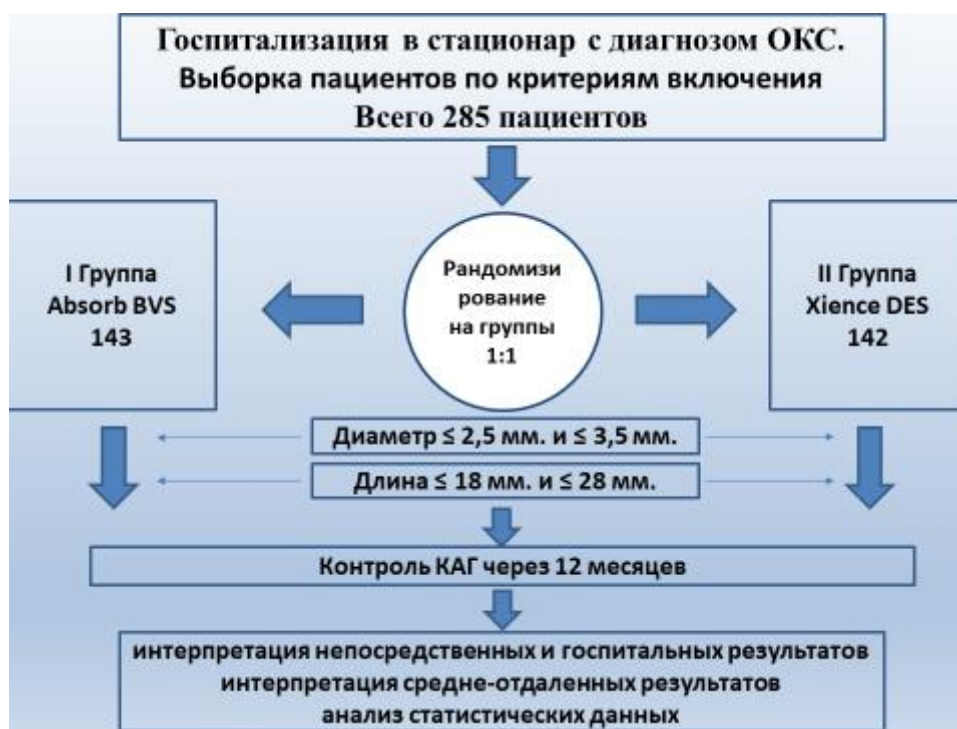 Госпитализация в стационар с диагнозом ОКС.
Выборка пациентов по критериям включения
Всего 285 пациентов
I Группа
Absorb BVS
143
Рандомизи
рование
на группы
1:1
II Группа
Xience DES
142
Диаметр ≤ 2,5 мм. и ≤ 3,5 мм.
Длина ≤ 18 мм. и ≤ 28 мм.
Контроль КАГ через 12 месяцев
интерпретация непосредственных и госпитальных результатов
интерпретация средне-отдаленных результатов
анализ статистических данных